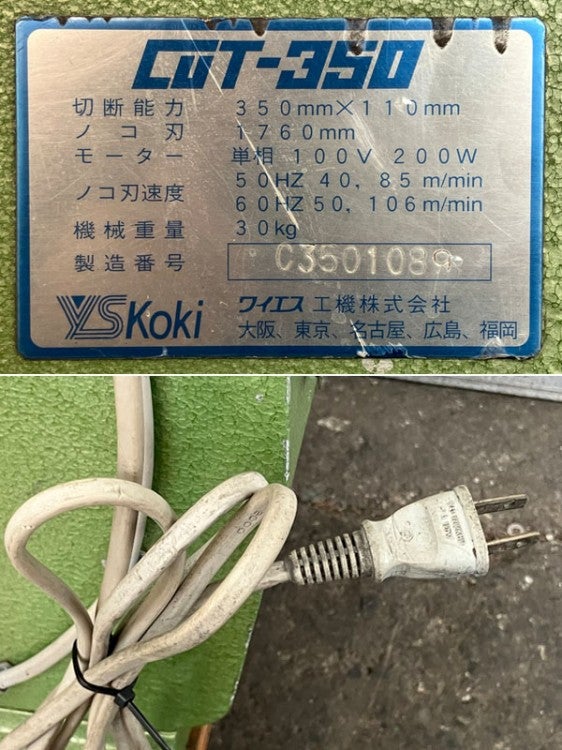 CUT-350
切断能力 350mm×110mm
ノコ刃 1760mm
モーター 単相 100V 200W
ノコ刃速度 50HZ 40, 85 m/min
60HZ 50, 106 m/min
機械重量 30kg
製造番号 C3501089
YS Koki ワイエス工機株式会社
大阪、東京、名古屋、広島、福岡